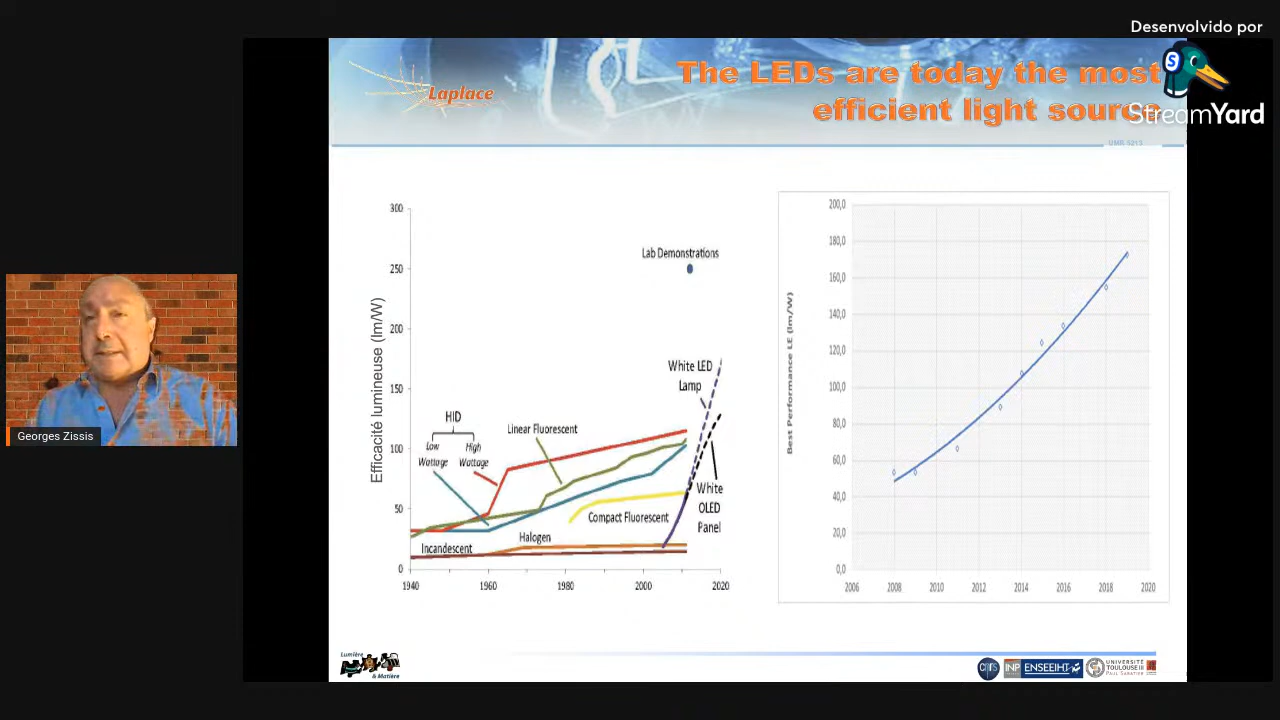 Desenvolvido por
StreamYard
Laplace
The LEDs are today the most
efficient light source
UMR 5213
300
250
200
150
100
50
0
Efficacité lumineuse (lm/W)
Lab Demonstrations
White LED
Lamp
HID
Low
Wattage
High
Wattage
Linear Fluorescent
White
OLED
Panel
Compact Fluorescent
Halogen
Incandescent
1940
1960
1980
2000
2020
200,0
180,0
160,0
140,0
120,0
100,0
80,0
60,0
40,0
20,0
0,0
Best Performance LE (lm/W)
2006
2008
2010
2012
2014
2016
2018
2020
Georges Zissis
Lumière
& Matière
CNRS
INP
ENSEEIHT
UNIVERSITÉ
TOULOUSE III
PAUL SABATIER